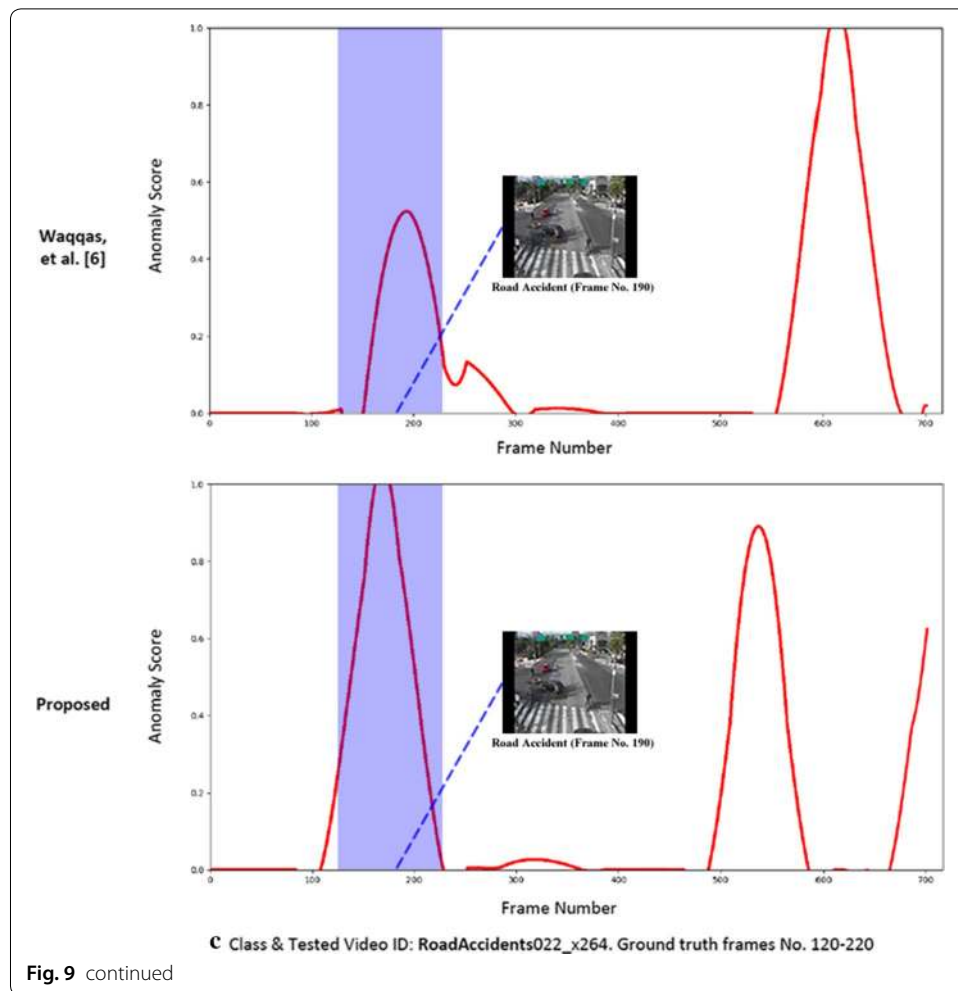 1.0
0.8
0.6
0.4
0.2
0.0
Anomaly Score
Waqqas,
et al. [6]
Road Accident (Frame No. 190)
0 100 200 300 400 500 600 700
Frame Number
1.0
0.8
0.6
0.4
0.2
0.0
Anomaly Score
Proposed
Road Accident (Frame No. 190)
0 100 200 300 400 500 600 700
Frame Number
c Class & Tested Video ID: RoadAccidents022_x264. Ground truth frames No. 120-220
Fig. 9 continued